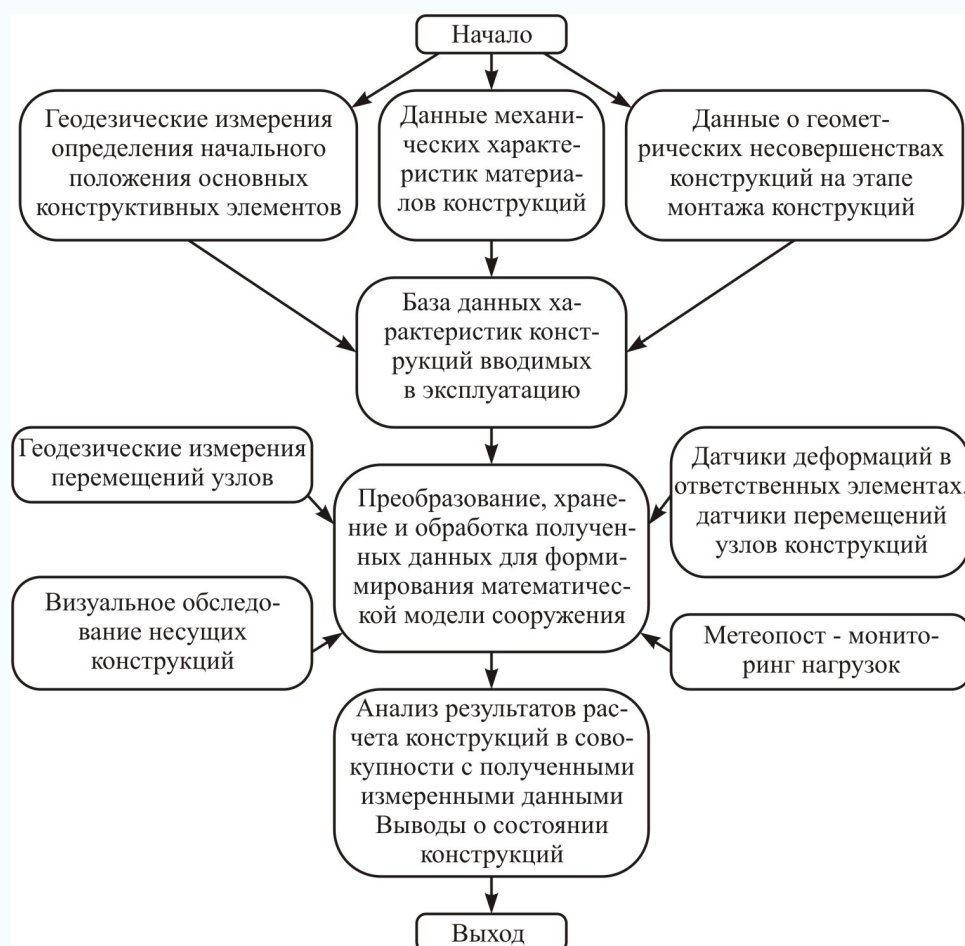 Начало
Геодезические измерения
определения начального
положения основных
конструктивных элементов
Данные механи-
ческих характе-
ристик материа-
лов конструкций
Данные о геомет-
рических несовершенствах
конструкций на этапе
монтажа конструкций
База данных ха-
рактеристик конст-
рукций вводимых
в эксплуатацию
Геодезические измерения
перемещений узлов
Преобразование, хране-
ние и обработка получен-
ных данных для форми-
мирования математичес-
кой модели сооружения
Датчики деформаций в
ответственных элементах,
датчики перемещений
узлов конструкций
Визуальное обследо-
вание несущих
конструкций
Метеопост - монито-
ринг нагрузок
Анализ результатов рас-
чета конструкций в сово-
купности с полученными
измеренными данными
Выводы о состоянии
конструкций
Выход